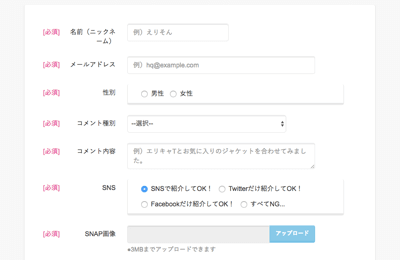 [必須] 名前（ニックネーム） 例）えりそん
[必須] メールアドレス 例）hq@example.com
[必須] 性別 男性 女性
[必須] コメント種別 --選択--
[必須] コメント内容 例）エリキャTとお気に入りのジャケットを合わせてみました。
[必須] SNS SNSで紹介してOK！ Twitterだけ紹介してOK！
Facebookだけ紹介してOK！ すべてNG...
[必須] SNAP画像 アップロード
※3MBまでアップロードできます